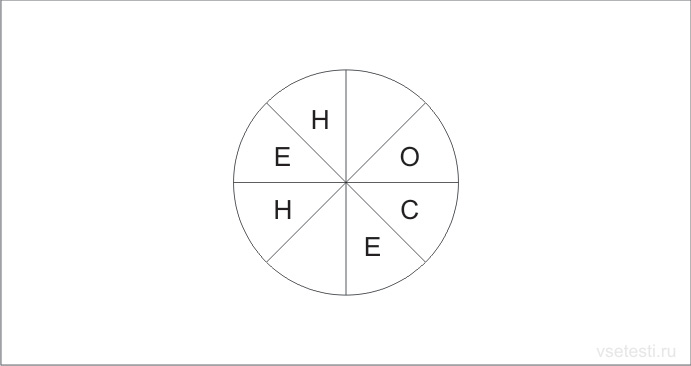 Н
Е О
Н С
Е
vsetesti.ru